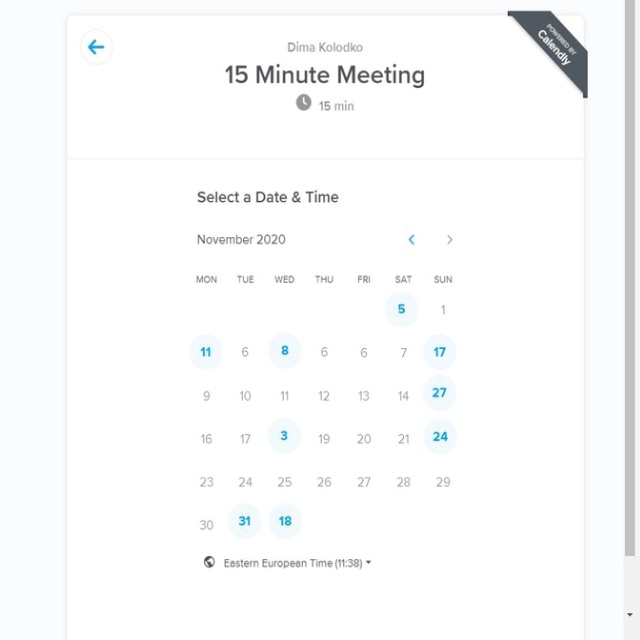 Dima Kolodko
POWERED BY
Calendly
15 Minute Meeting
15 min
Select a Date & Time
November 2020
MON TUE WED THU FRI SAT SUN
5 1
11 6 8 6 6 7 17
9 10 11 12 13 14 27
16 17 3 19 20 21 24
23 24 25 26 27 28 29
30 31 18
Eastern European Time (11:38)